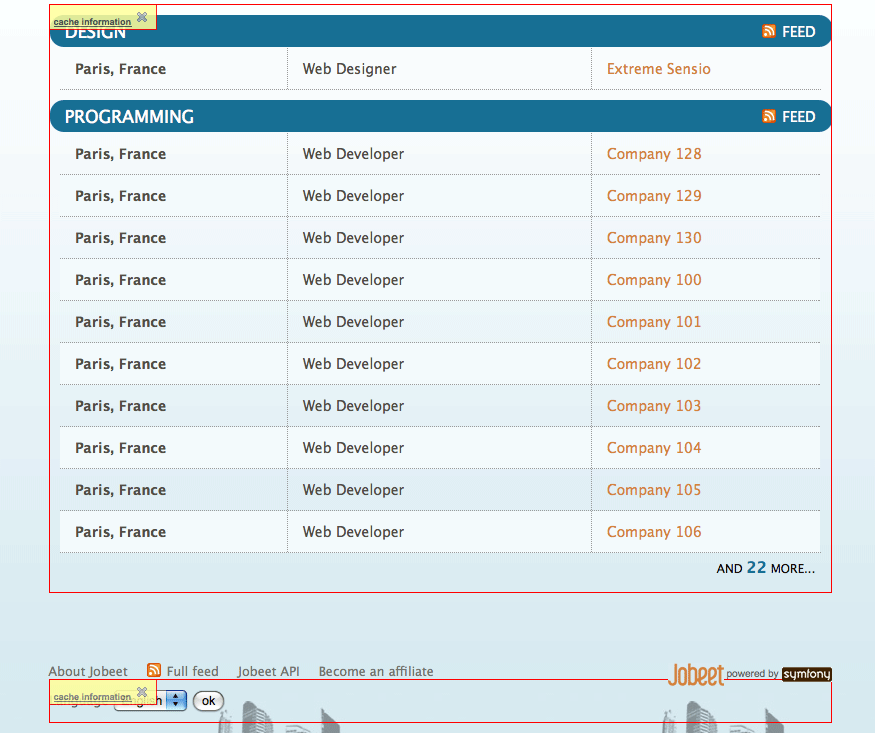 cache information
DESIGN FEED
Paris, France Web Designer Extreme Sensio
PROGRAMMING FEED
Paris, France Web Developer Company 128
Paris, France Web Developer Company 129
Paris, France Web Developer Company 130
Paris, France Web Developer Company 100
Paris, France Web Developer Company 101
Paris, France Web Developer Company 102
Paris, France Web Developer Company 103
Paris, France Web Developer Company 104
Paris, France Web Developer Company 105
Paris, France Web Developer Company 106
AND 22 MORE...
About Jobeet Full feed Jobeet API Become an affiliate Jobeet powered by symfony
cache information
ok